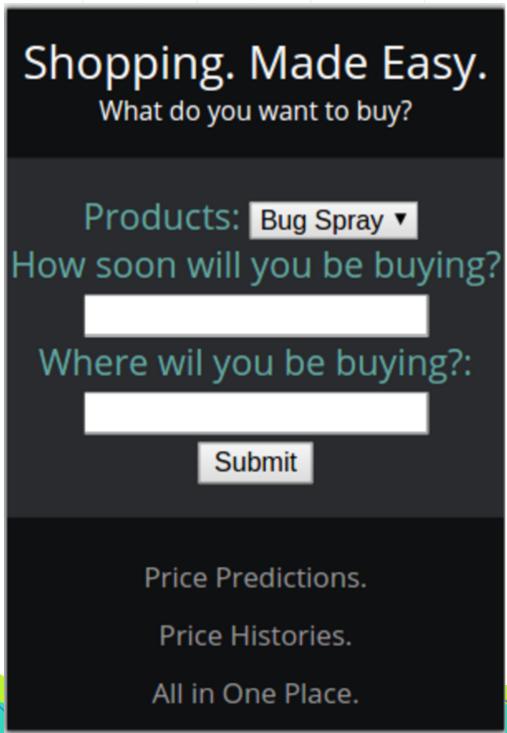 Shopping. Made Easy.
What do you want to buy?
Products: Bug Spray ▼
How soon will you be buying?
Where wil you be buying?:
Submit
Price Predictions.
Price Histories.
All in One Place.